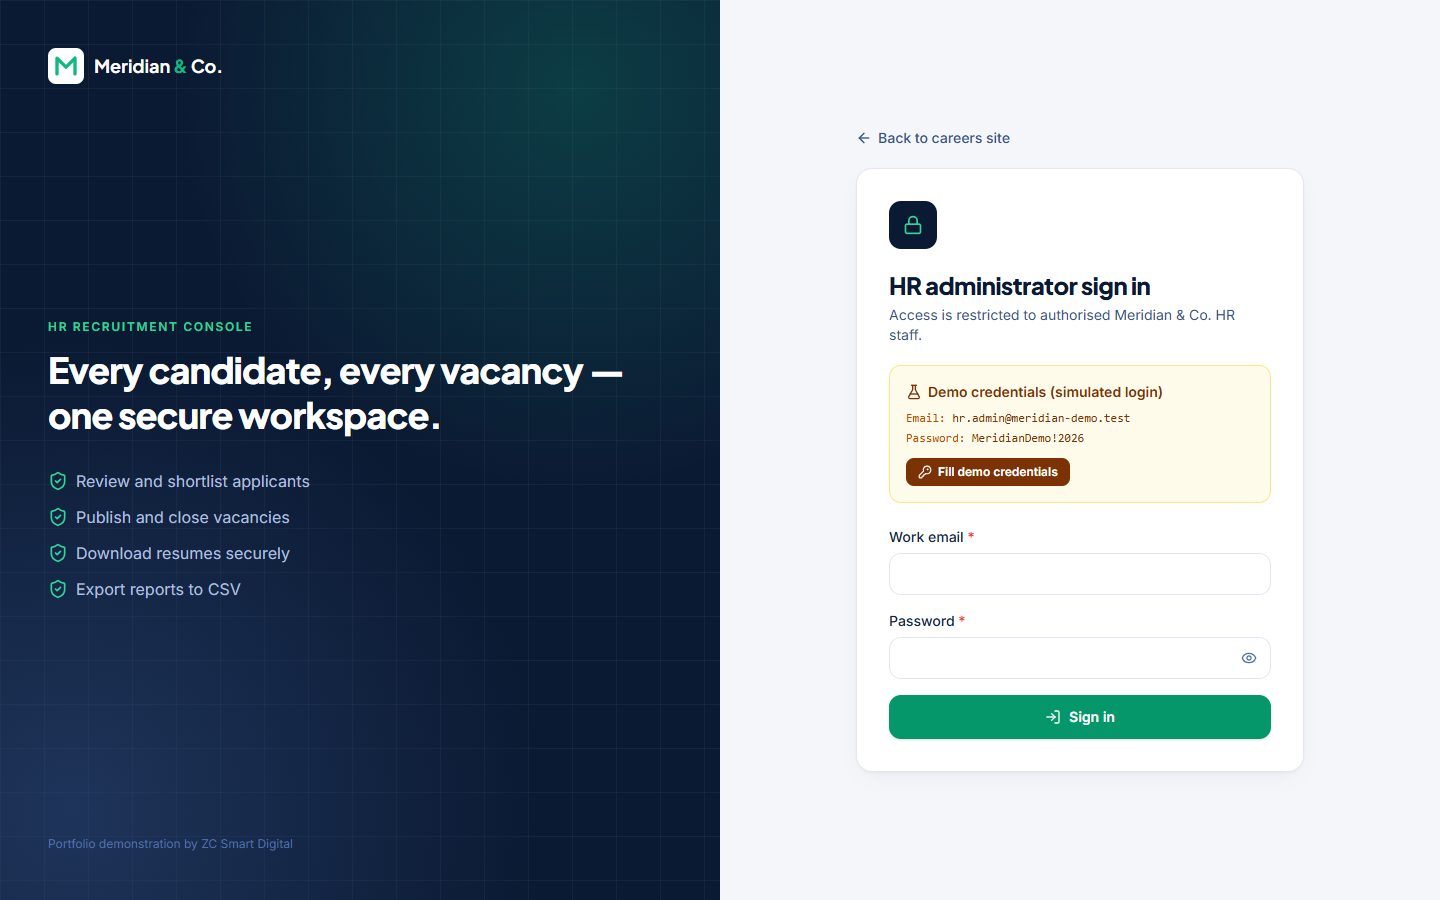 Meridian & Co.
HR RECRUITMENT CONSOLE
Every candidate, every vacancy —
one secure workspace.
Review and shortlist applicants
Publish and close vacancies
Download resumes securely
Export reports to CSV
Portfolio demonstration by ZC Smart Digital
Back to careers site
HR administrator sign in
Access is restricted to authorised Meridian & Co. HR
staff.
Demo credentials (simulated login)
Email: hr.admin@meridian-demo.test
Password: MeridianDemo!2026
Fill demo credentials
Work email *
Password *
Sign in